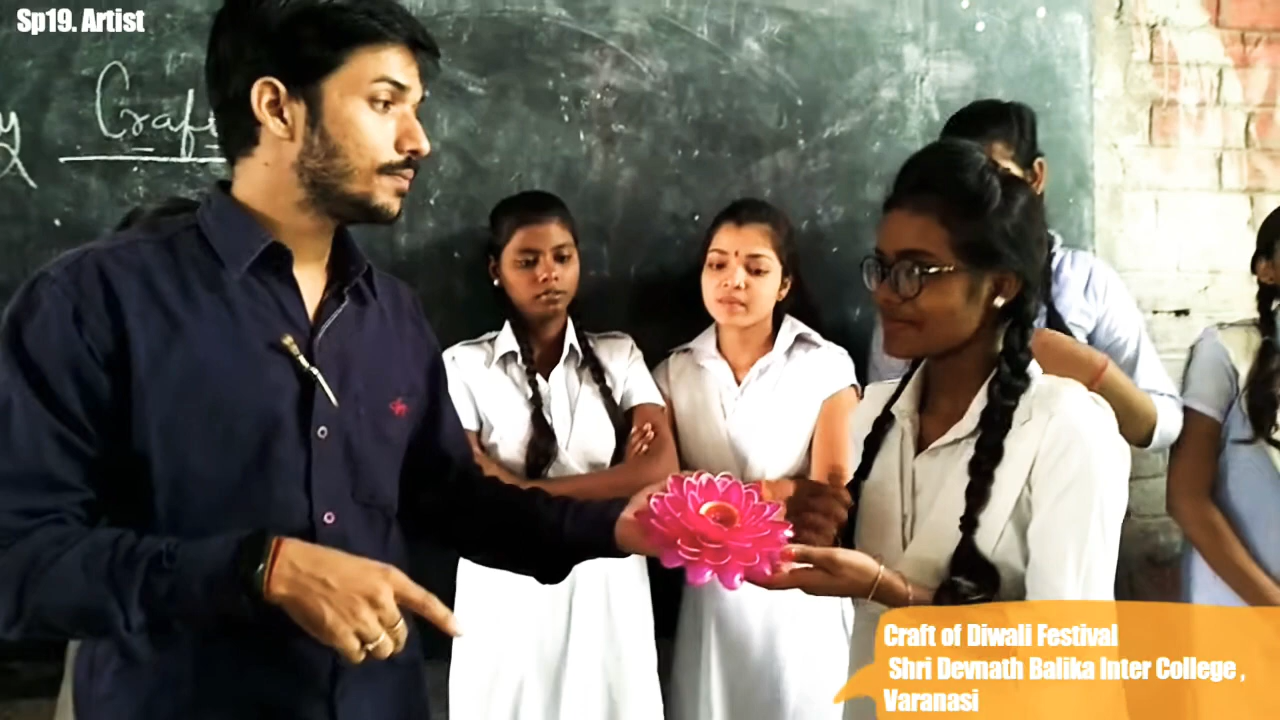 Sp19. Artist
Craft
Craft of Diwali Festival
Shri Devnath Balika Inter College ,
Varanasi